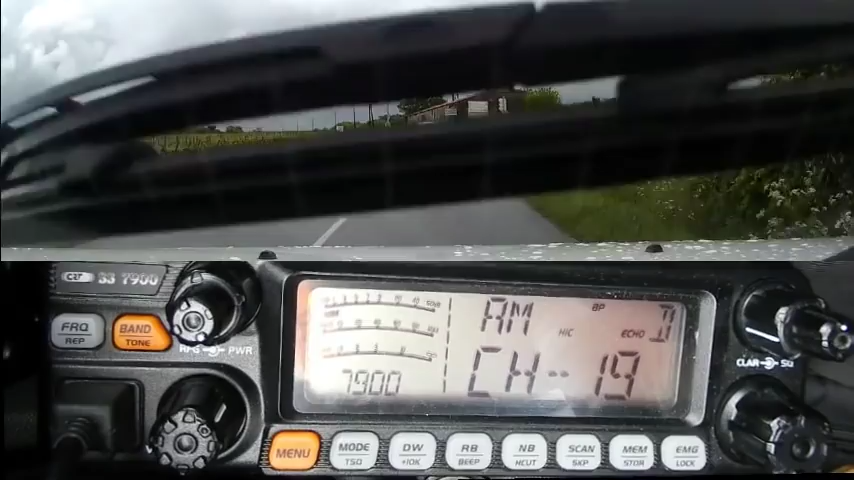 CRT SS 7900
FRQ
REP
BAND
TONE
RFG PWR
AM
BP
MIC
ECHO
CH-- 19
7900
CLAR SQ
MENU
MODE
TSD
DW
+10K
RB
BEEP
NB
HCUT
SCAN
SKP
MEM
STOR
EMG
LOCK